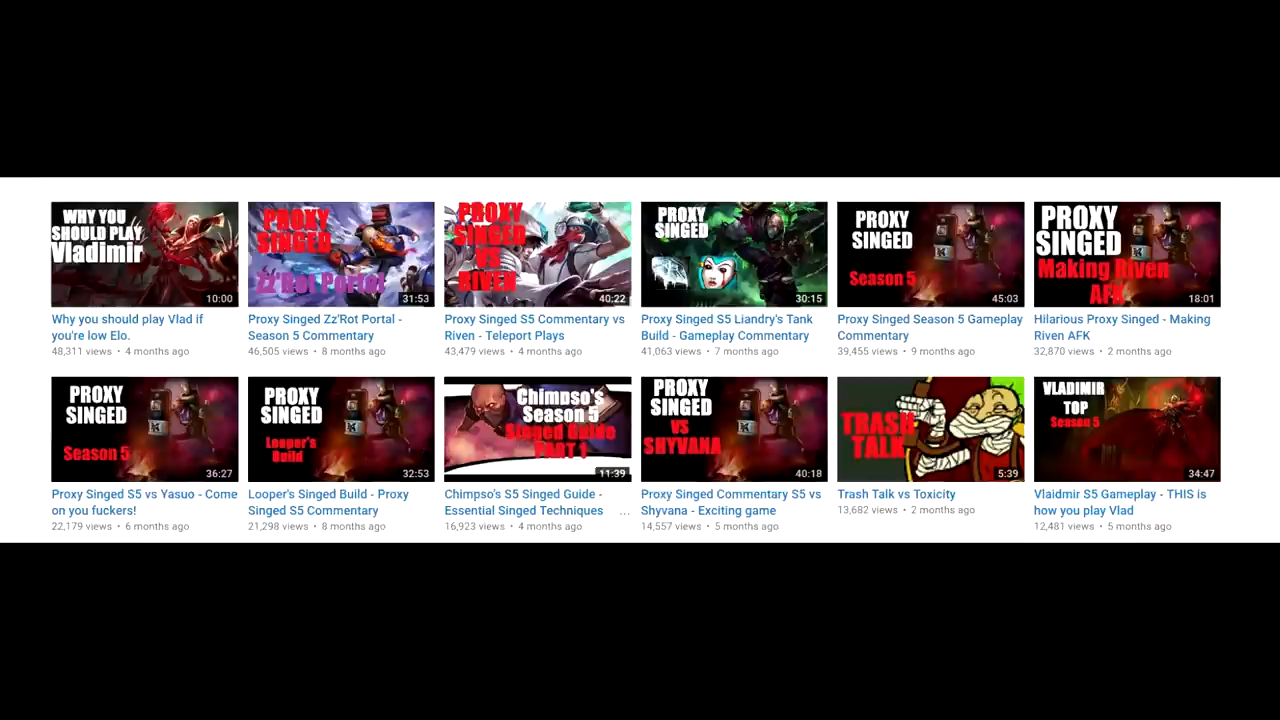 WHY YOU
SHOULD PLAY
Vladimir
10:00
PROXY
SINGED
Zz'Rot Portal
31:53
PROXY
SINGED
VS
RIVEN
40:22
PROXY
SINGED
30:15
PROXY
SINGED
Season 5
45:03
PROXY
SINGED
Making Riven
AFK
18:01
Why you should play Vlad if
you're low Elo.
48,311 views • 4 months ago
Proxy Singed Zz'Rot Portal -
Season 5 Commentary
46,505 views • 8 months ago
Proxy Singed S5 Commentary vs
Riven - Teleport Plays
43,479 views • 4 months ago
Proxy Singed S5 Liandry's Tank
Build - Gameplay Commentary
41,063 views • 7 months ago
Proxy Singed Season 5 Gameplay
Commentary
39,455 views • 9 months ago
Hilarious Proxy Singed - Making
Riven AFK
32,870 views • 2 months ago
PROXY
SINGED
Season 5
36:27
PROXY
SINGED
Looper's
Build
32:53
Chimpso's
Season 5
Singed Guide
PART 1
11:39
PROXY
SINGED
VS
SHYVANA
40:18
TRASH
TALK
5:39
VLADIMIR
TOP
Season 5
34:47
Proxy Singed S5 vs Yasuo - Come
on you fuckers!
22,179 views • 6 months ago
Looper's Singed Build - Proxy
Singed S5 Commentary
21,298 views • 8 months ago
Chimpso's S5 Singed Guide -
Essential Singed Techniques ...
16,923 views • 4 months ago
Proxy Singed Commentary S5 vs
Shyvana - Exciting game
14,557 views • 5 months ago
Trash Talk vs Toxicity
13,682 views • 2 months ago
Vlaidmir S5 Gameplay - THIS is
how you play Vlad
12,481 views • 5 months ago